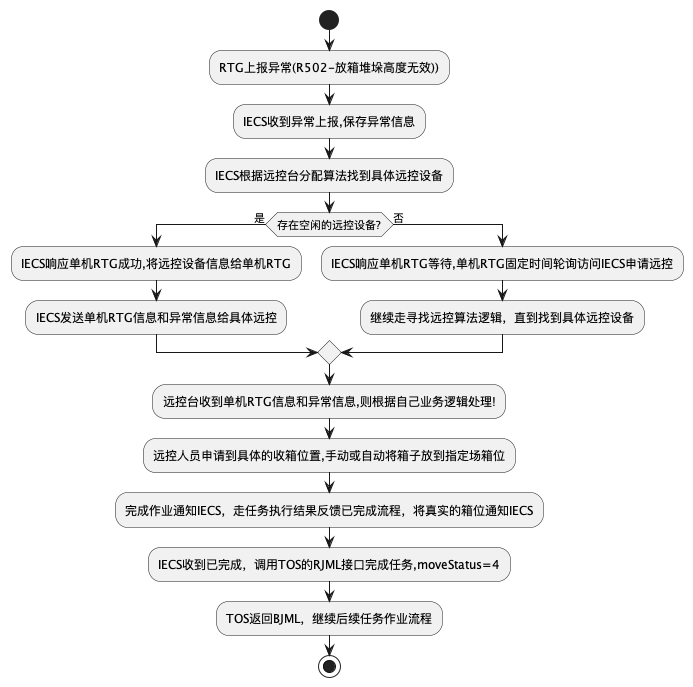 RTG上报异常(R502-放箱堆垛高度无效))
IECS收到异常上报,保存异常信息
IECS根据远控台分配算法找到具体远控设备
是
存在空闲的远控设备?
否
IECS响应单机RTG成功,将远控设备信息给单机RTG
IECS响应单机RTG等待,单机RTG固定时间轮询访问IECS申请远控
IECS发送单机RTG信息和异常信息给具体远控
继续走寻找远控算法逻辑，直到找到具体远控设备
远控台收到单机RTG信息和异常信息,则根据自己业务逻辑处理!
远控人员申请到具体的收箱位置,手动或自动将箱子放到指定场箱位
完成作业通知IECS，走任务执行结果反馈已完成流程，将真实的箱位通知IECS
IECS收到已完成，调用TOS的RJML接口完成任务,moveStatus=4
TOS返回BJML，继续后续任务作业流程